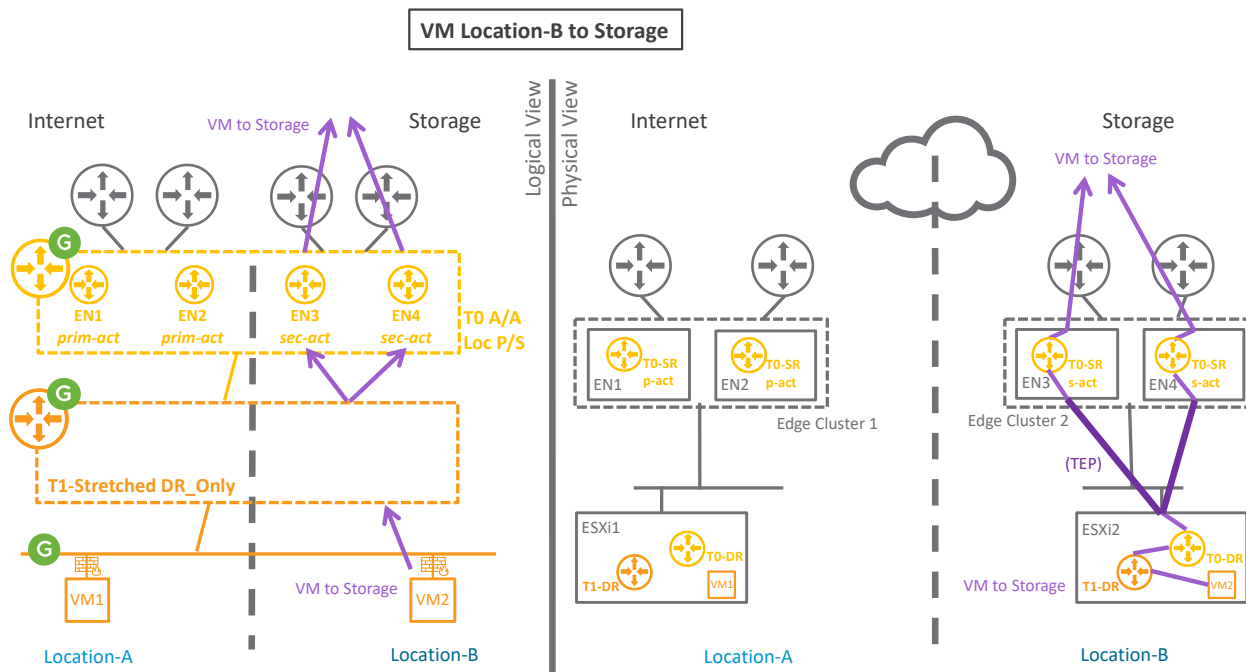 VM Location-B to Storage
Internet
VM to Storage
Storage
Logical View
Physical View
Internet
Storage
VM to Storage
G
EN1
prim-act
EN2
prim-act
EN3
sec-act
EN4
sec-act
T0 A/A
Loc P/S
G
T1-Stretched DR_Only
G
VM1
VM to Storage
VM2
Location-A
Location-B
EN1
T0-SR
p-act
EN2
T0-SR
p-act
Edge Cluster 1
EN3
T0-SR
s-act
EN4
T0-SR
s-act
Edge Cluster 2
(TEP)
ESXi1
T0-DR
T1-DR
VM1
ESXi2
T0-DR
VM to Storage
T1-DR
VM2
Location-A
Location-B